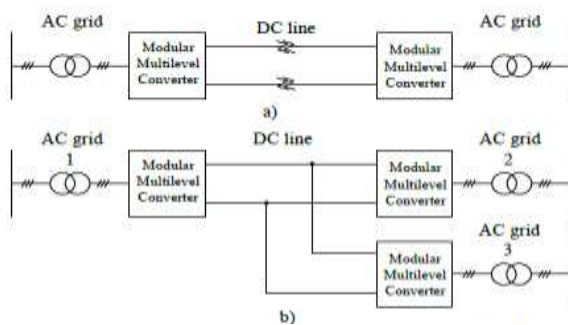 AC grid
DC line
AC grid
Modular
Multilevel
Converter
Modular
Multilevel
Converter
a)
AC grid
1
DC line
AC grid
2
Modular
Multilevel
Converter
Modular
Multilevel
Converter
AC grid
3
Modular
Multilevel
Converter
b)